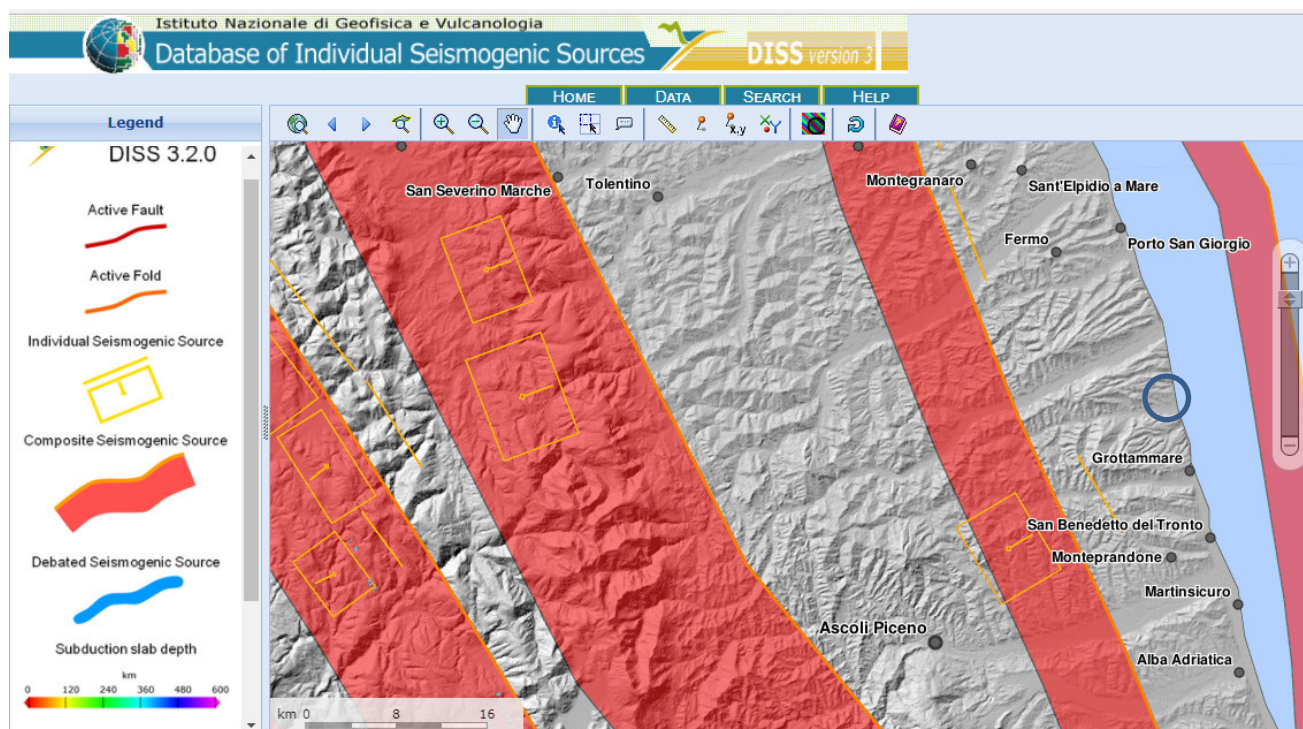 Istituto Nazionale di Geofisica e Vulcanologia
Database of Individual Seismogenic Sources
DISS version 3
HOME DATA SEARCH HELP
Legend
DISS 3.2.0
Active Fault
Active Fold
Individual Seismogenic Source
Composite Seismogenic Source
Debated Seismogenic Source
Subduction slab depth
km
0 120 240 360 480 600
x,y
San Severino Marche
Tolentino
Montegranaro
Sant'Elpidio a Mare
Fermo
Porto San Giorgio
Grottammare
San Benedetto del Tronto
Monteprandone
Martinsicuro
Ascoli Piceno
Alba Adriatica
km 0 8 16